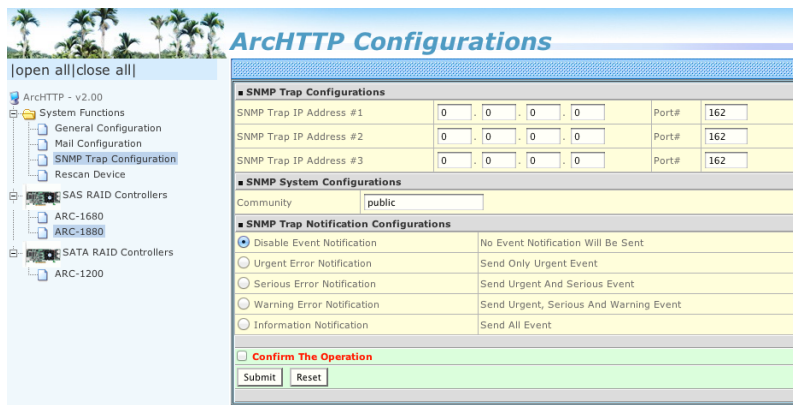 ArcHTTP Configurations
|open all|close all|
ArcHTTP - v2.00
System Functions
General Configuration
Mail Configuration
SNMP Trap Configuration
Rescan Device
SAS RAID Controllers
ARC-1680
ARC-1880
SATA RAID Controllers
ARC-1200
SNMP Trap Configurations
SNMP Trap IP Address #1 0 . 0 . 0 . 0 Port# 162
SNMP Trap IP Address #2 0 . 0 . 0 . 0 Port# 162
SNMP Trap IP Address #3 0 . 0 . 0 . 0 Port# 162
SNMP System Configurations
Community public
SNMP Trap Notification Configurations
Disable Event Notification No Event Notification Will Be Sent
Urgent Error Notification Send Only Urgent Event
Serious Error Notification Send Urgent And Serious Event
Warning Error Notification Send Urgent, Serious And Warning Event
Information Notification Send All Event
Confirm The Operation
Submit Reset